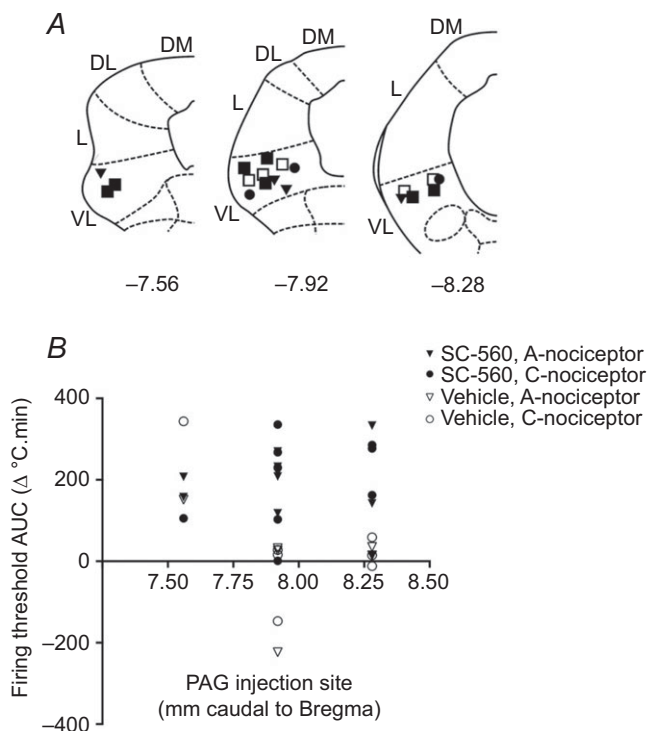 A
DM
DL
L
VL
−7.56
DM
DL
L
VL
−7.92
DM
L
VL
−8.28
B
SC-560, A-nociceptor
SC-560, C-nociceptor
Vehicle, A-nociceptor
Vehicle, C-nociceptor
Firing threshold AUC (Δ °C.min)
400
200
0
−200
−400
7.50 7.75 8.00 8.25 8.50
PAG injection site
(mm caudal to Bregma)